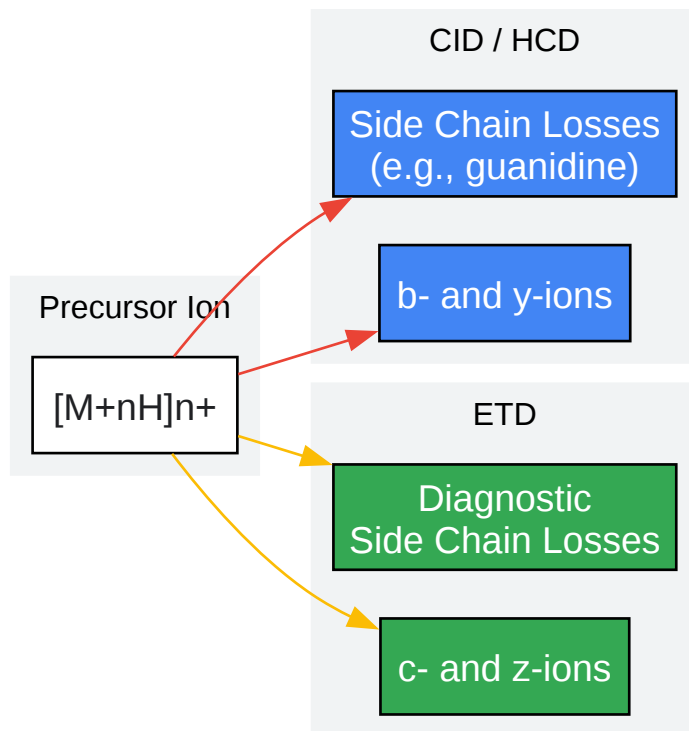 CID / HCD
Side Chain Losses
(e.g., guanidine)
b- and y-ions
Precursor Ion
[M+nH]n+
ETD
Diagnostic
Side Chain Losses
c- and z-ions